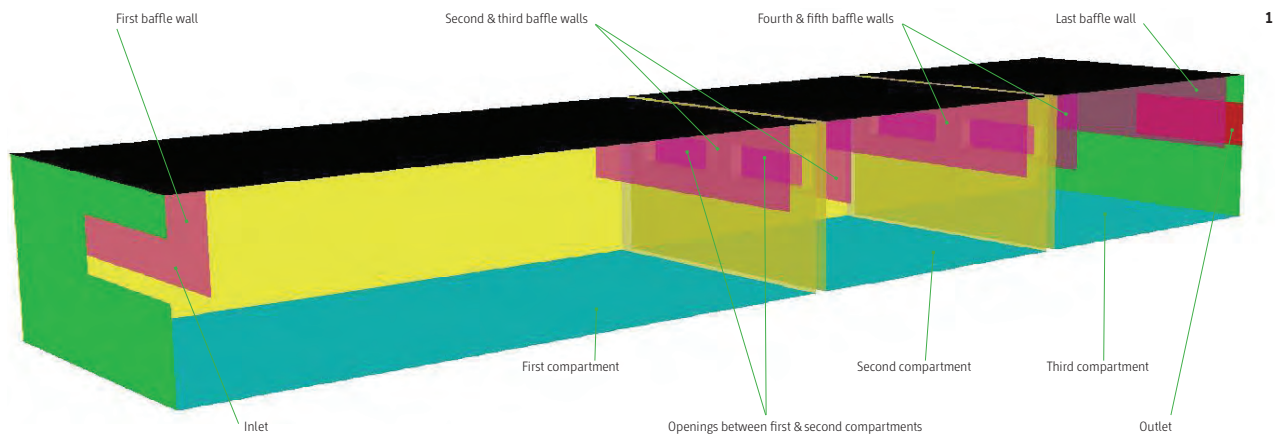 First baffle wall
Second & third baffle walls
Fourth & fifth baffle walls
Last baffle wall
1
First compartment
Second compartment
Third compartment
Inlet
Openings between first & second compartments
Outlet